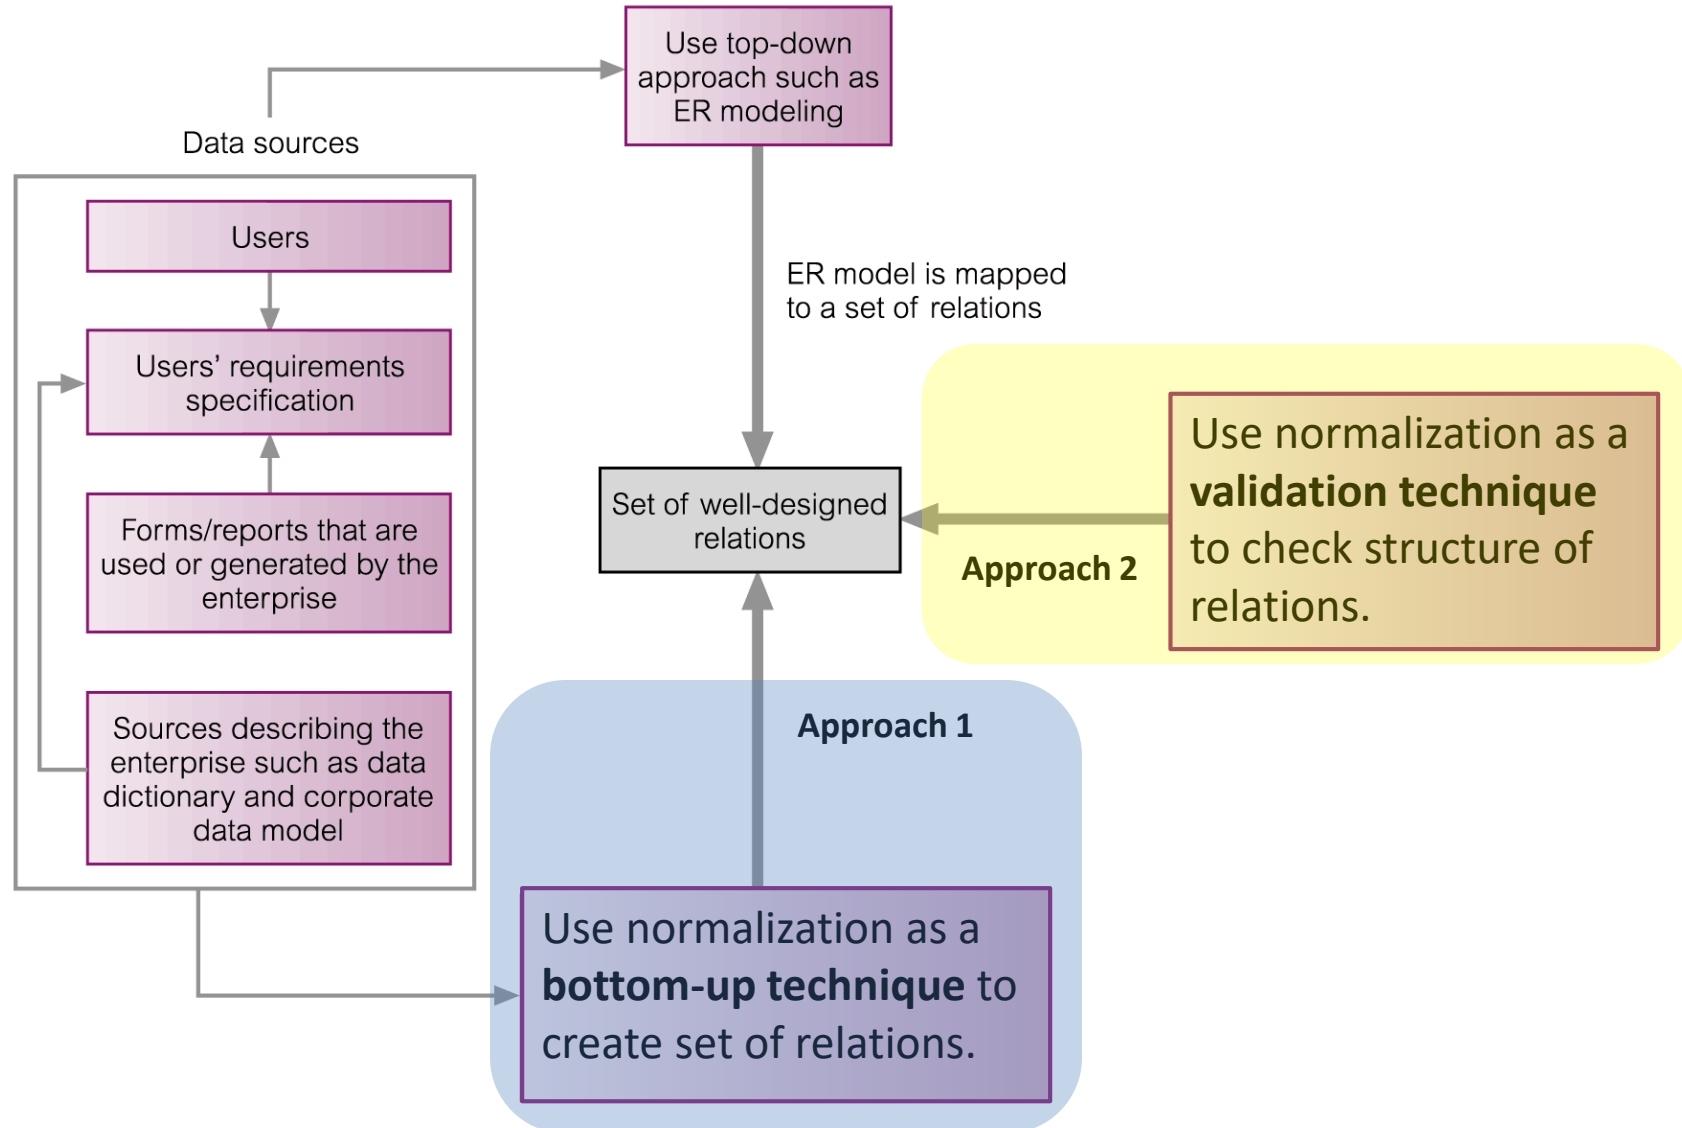 Use top-down
approach such as
ER modeling
Data sources
Users
Users’ requirements
specification
Forms/reports that are
used or generated by the
enterprise
Sources describing the
enterprise such as data
dictionary and corporate
data model
ER model is mapped
to a set of relations
Set of well-designed
relations
Use normalization as a
validation technique
to check structure of
relations.
Approach 2
Approach 1
Use normalization as a
bottom-up technique to
create set of relations.